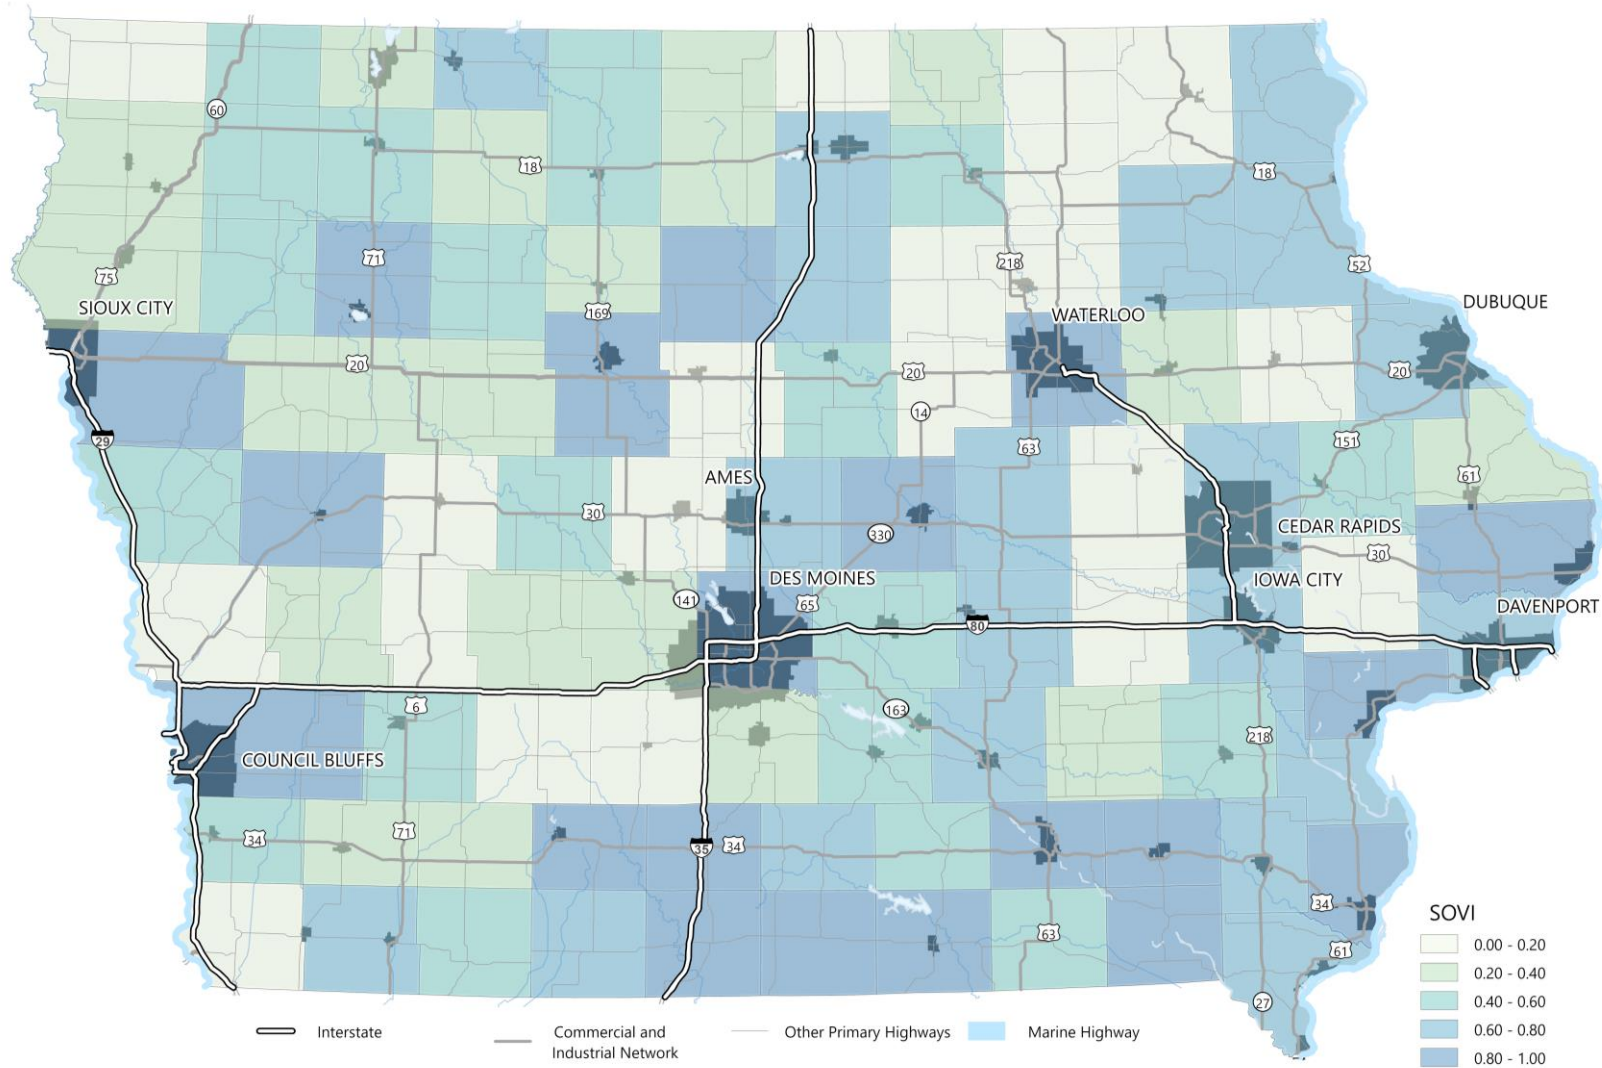 60
18
18
71
218
52
75
SIOUX CITY
DUBUQUE
169
WATERLOO
20
20
20
14
29
63
151
AMES
61
30
330
CEDAR RAPIDS
30
DES MOINES
IOWA CITY
141
65
80
DAVENPORT
6
163
218
COUNCIL BLUFFS
34
71
35
34
34
63
61
27
SOVI
0.00 - 0.20
0.20 - 0.40
0.40 - 0.60
0.60 - 0.80
0.80 - 1.00
Interstate
Commercial and
Industrial Network
Other Primary Highways
Marine Highway